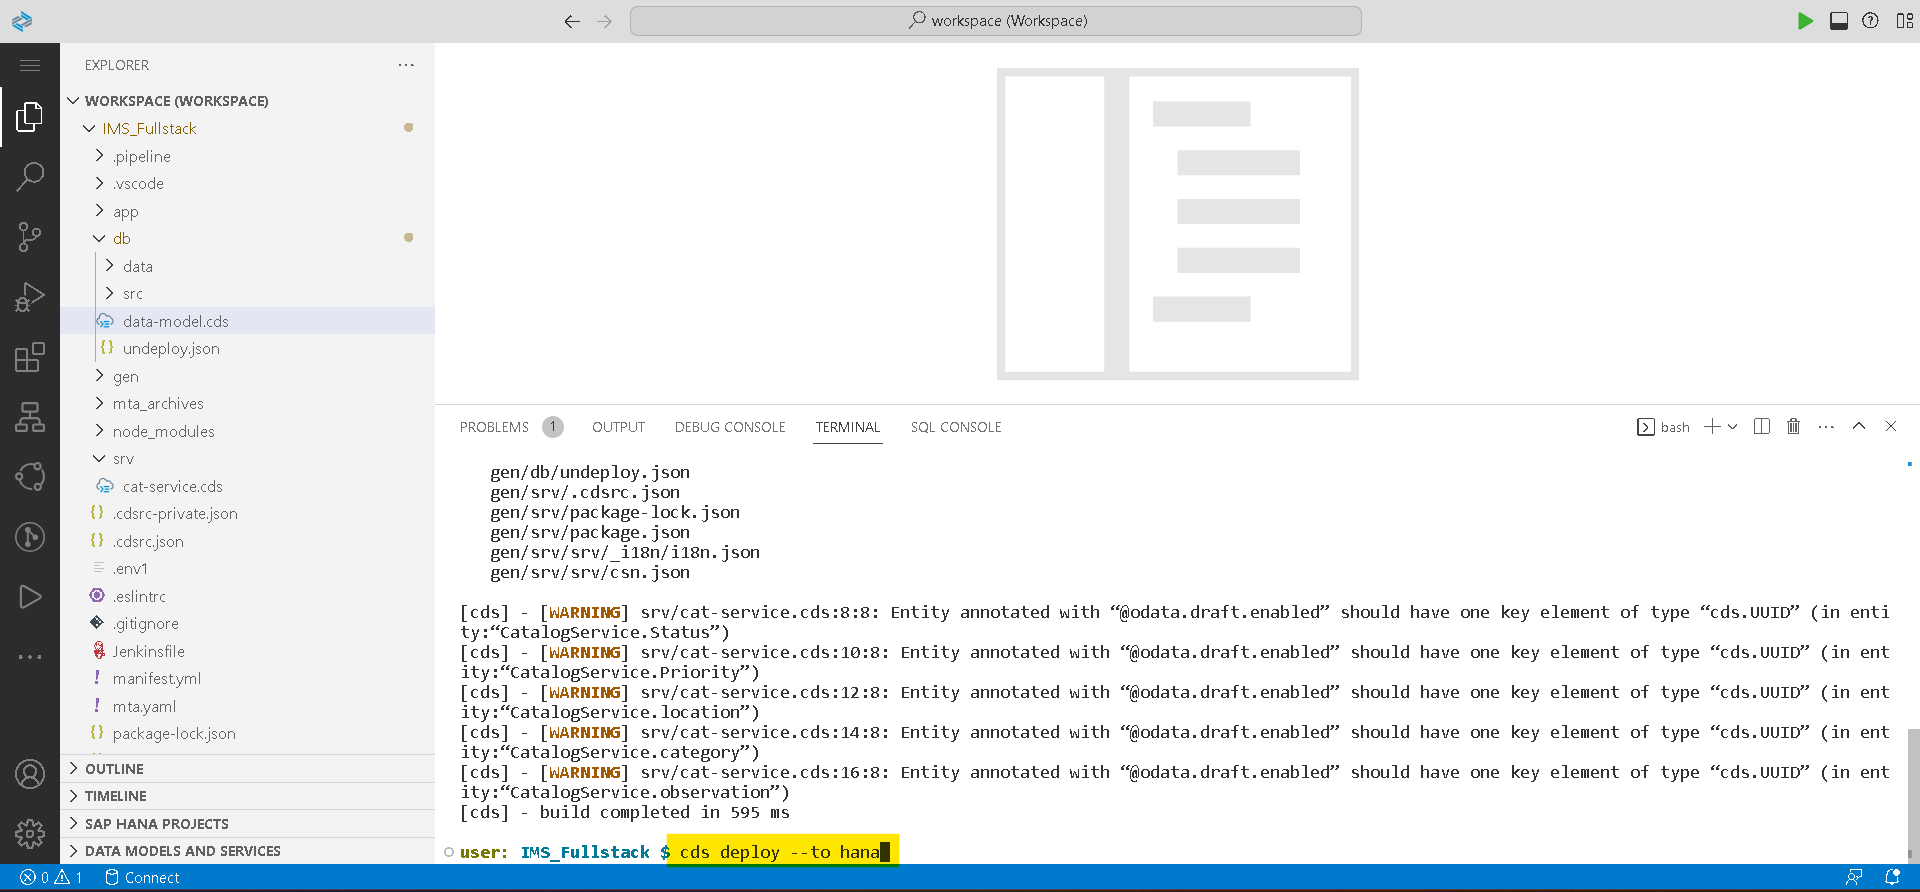 workspace (Workspace)
EXPLORER
WORKSPACE (WORKSPACE)
IMS_Fullstack
.pipeline
.vscode
app
db
data
src
data-model.cds
undeploy.json
gen
mta_archives
node_modules
srv
cat-service.cds
.cdsrc-private.json
.cdsrc.json
.env1
.eslintrc
.gitignore
Jenkinsfile
manifest.yml
mta.yaml
package-lock.json
OUTLINE
TIMELINE
SAP HANA PROJECTS
DATA MODELS AND SERVICES
PROBLEMS 1 OUTPUT DEBUG CONSOLE TERMINAL SQL CONSOLE
bash
gen/db/undeploy.json
gen/srv/.cdsrc.json
gen/srv/package-lock.json
gen/srv/package.json
gen/srv/srv/_i18n/i18n.json
gen/srv/srv/csn.json
[cds] - [WARNING] srv/cat-service.cds:8:8: Entity annotated with “@odata.draft.enabled” should have one key element of type “cds.UUID” (in enti
ty:“CatalogService.Status”)
[cds] - [WARNING] srv/cat-service.cds:10:8: Entity annotated with “@odata.draft.enabled” should have one key element of type “cds.UUID” (in ent
ity:“CatalogService.Priority”)
[cds] - [WARNING] srv/cat-service.cds:12:8: Entity annotated with “@odata.draft.enabled” should have one key element of type “cds.UUID” (in ent
ity:“CatalogService.location”)
[cds] - [WARNING] srv/cat-service.cds:14:8: Entity annotated with “@odata.draft.enabled” should have one key element of type “cds.UUID” (in ent
ity:“CatalogService.category”)
[cds] - [WARNING] srv/cat-service.cds:16:8: Entity annotated with “@odata.draft.enabled” should have one key element of type “cds.UUID” (in ent
ity:“CatalogService.observation”)
[cds] - build completed in 595 ms
user: IMS_Fullstack $ cds deploy --to hana
0 1 Connect